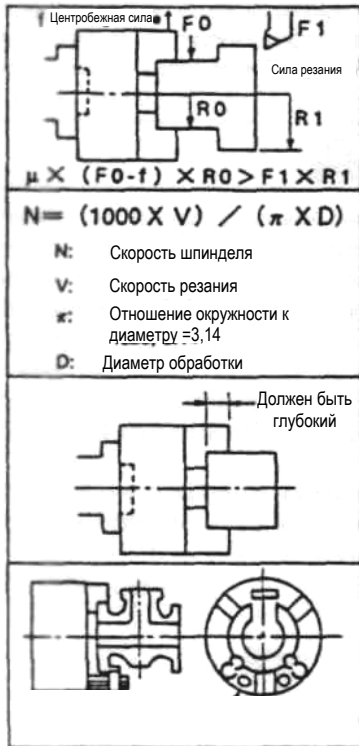 f Центробежная сила F0 F1
Сила резания
R0 R1
μ X (F0-f) X R0 > F1 X R1
N= (1000 X V) / (π X D)
N: Скорость шпинделя
V: Скорость резания
π: Отношение окружности к
диаметру =3,14
D: Диаметр обработки
Должен быть
глубокий